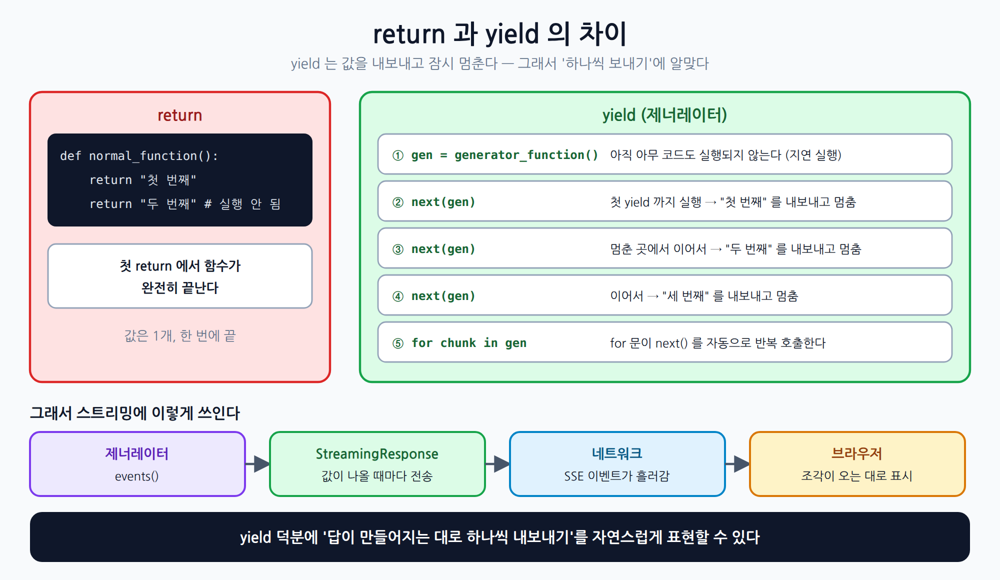 return 과 yield 의 차이
yield 는 값을 내보내고 잠시 멈춘다 — 그래서 '하나씩 보내기'에 알맞다
return
def normal_function():
    return "첫 번째"
    return "두 번째" # 실행 안 됨
첫 return 에서 함수가
완전히 끝난다
값은 1개, 한 번에 끝
yield (제너레이터)
① gen = generator_function() 아직 아무 코드도 실행되지 않는다 (지연 실행)
② next(gen) 첫 yield 까지 실행 → "첫 번째" 를 내보내고 멈춤
③ next(gen) 멈춘 곳에서 이어서 → "두 번째" 를 내보내고 멈춤
④ next(gen) 이어서 → "세 번째" 를 내보내고 멈춤
⑤ for chunk in gen for 문이 next() 를 자동으로 반복 호출한다
그래서 스트리밍에 이렇게 쓰인다
제너레이터
events()
StreamingResponse
값이 나올 때마다 전송
네트워크
SSE 이벤트가 흘러감
브라우저
조각이 오는 대로 표시
yield 덕분에 '답이 만들어지는 대로 하나씩 내보내기'를 자연스럽게 표현할 수 있다